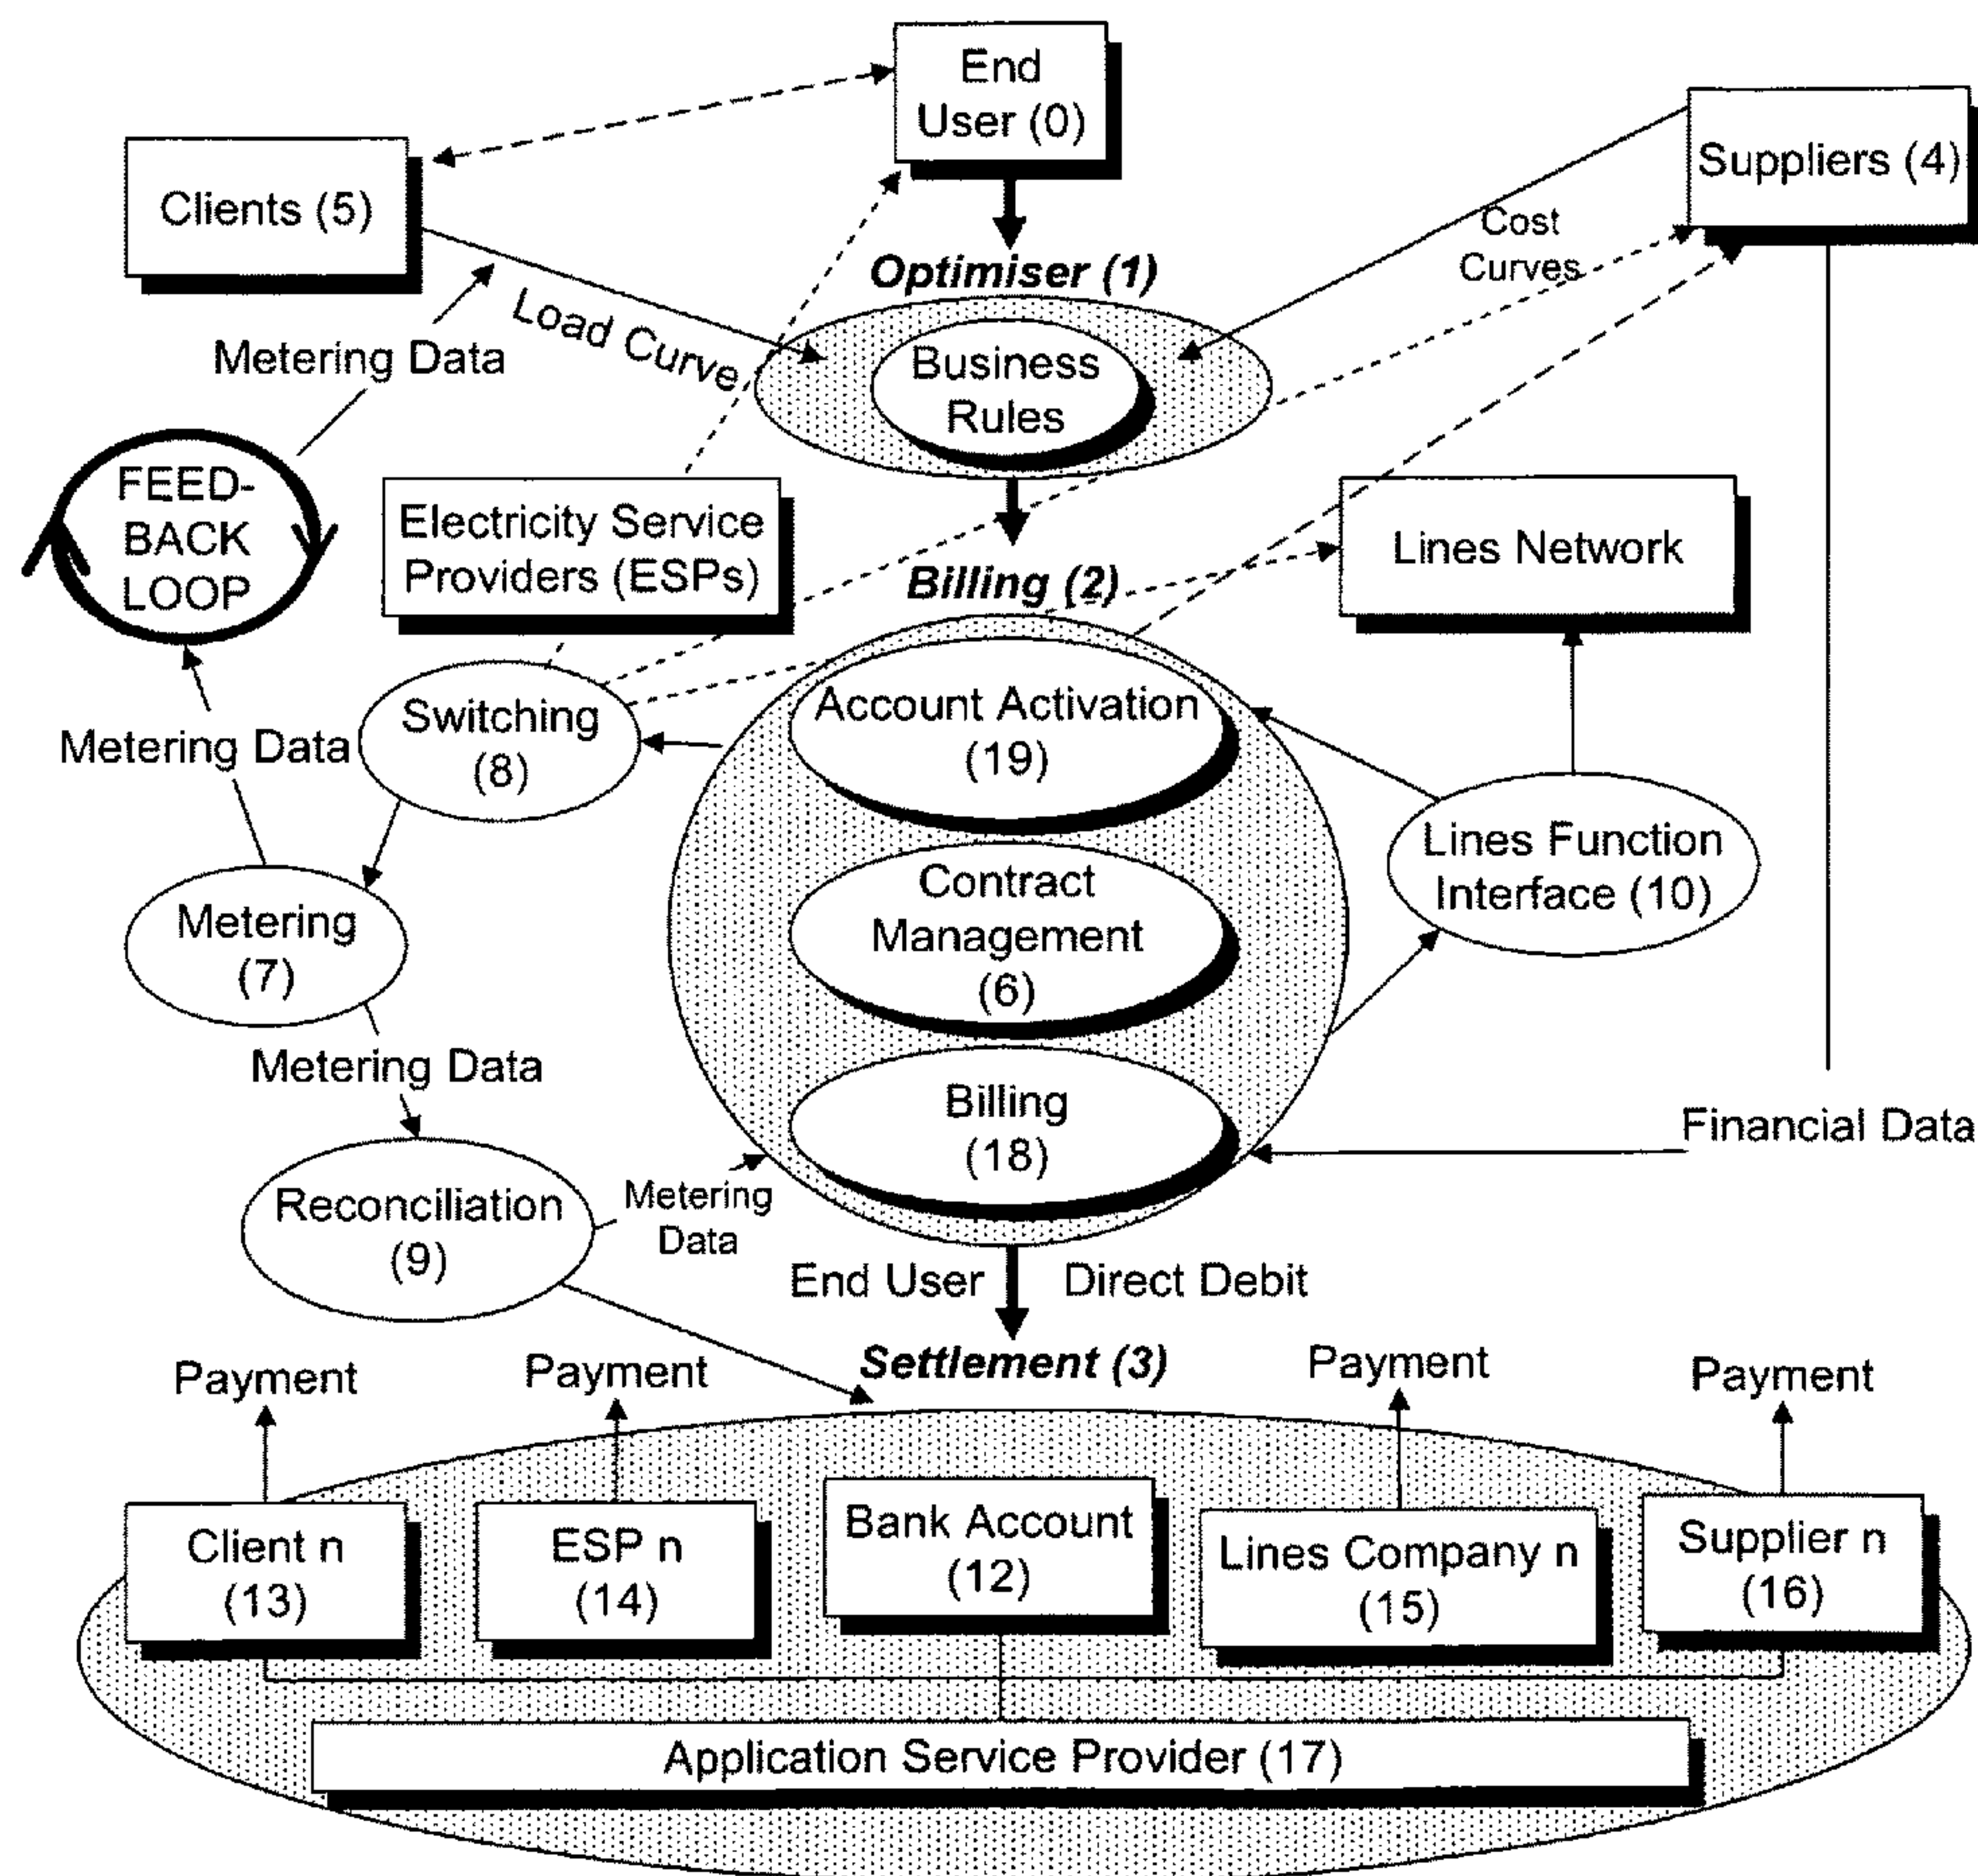 End
User (0)
Clients (5)
Suppliers (4)
Cost
Curves
Optimiser (1)
Load Curve
Metering Data
Business
Rules
FEED-
BACK
LOOP
Electricity Service
Providers (ESPs)
Lines Network
Billing (2)
Switching
(8)
Account Activation
(19)
Metering Data
Lines Function
Interface (10)
Contract
Management
(6)
Metering
(7)
Metering Data
Billing
(18)
Financial Data
Reconciliation
(9)
Metering
Data
End User
Direct Debit
Settlement (3)
Payment
Payment
Payment
Payment
Client n
(13)
ESP n
(14)
Bank Account
(12)
Lines Company n
(15)
Supplier n
(16)
Application Service Provider (17)